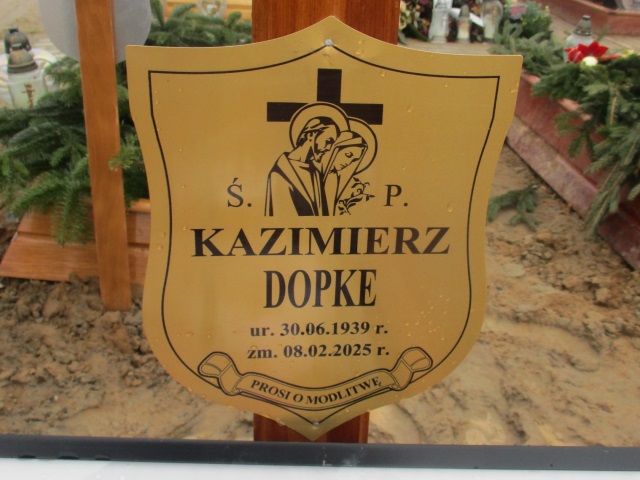 Ś. P.
KAZIMIERZ
DOPKE
ur. 30.06.1939 r.
zm. 08.02.2025 r.
PROSI O MODLITWĘ